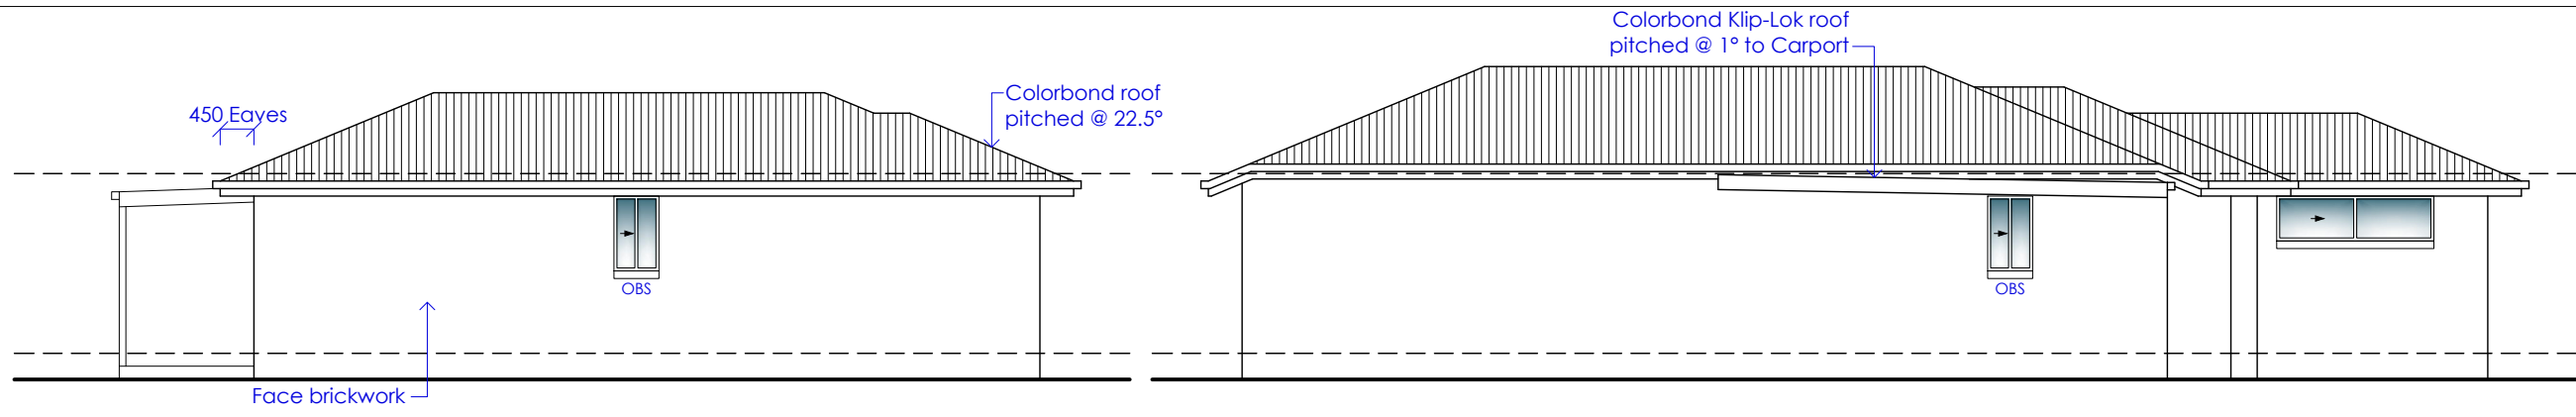 450 Eaves
Colorbond roof
pitched @ 22.5°
OBS
Face brickwork
Colorbond Klip-Lok roof
pitched @ 1° to Carport
OBS